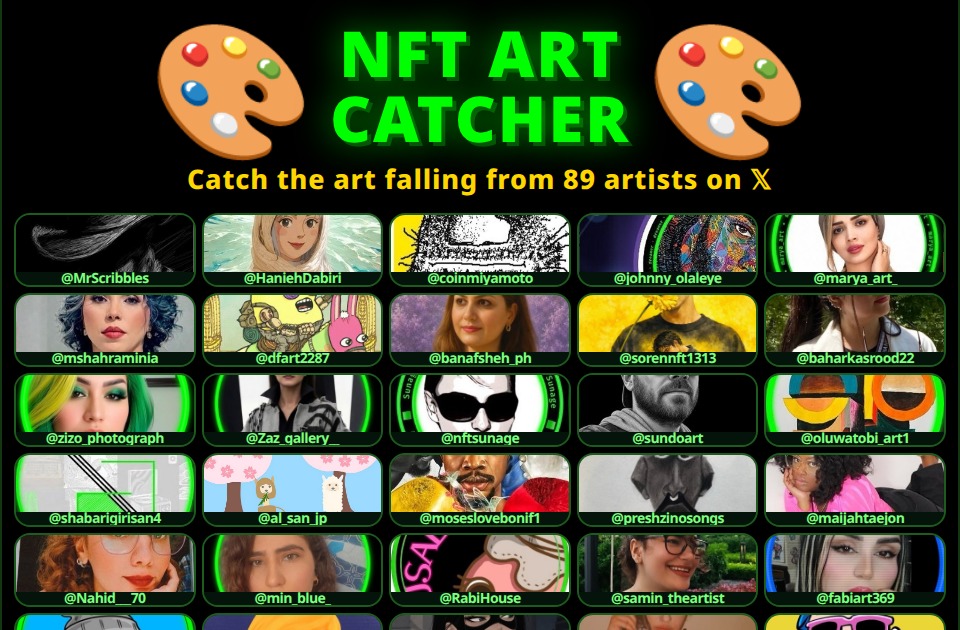 NFT ART
CATCHER
Catch the art falling from 89 artists on 𝕏
@MrScribbles
@HaniehDabiri
@coinmiyamoto
@johnny_olaleye
@marya_art_
@mshahraminia
@dfart2287
@banafsheh_ph
@sorennft1313
@baharkasrood22
@zizo_photograph
@Zaz_gallery__
@nftsunage
@sundoart
@oluwatobi_art1
@shabarigirisan4
@al_san_jp
@moseslovebonif1
@preshzinosongs
@maijahtaejon
@Nahid__70
@min_blue_
@RabiHouse
@samin_theartist
@fabiart369